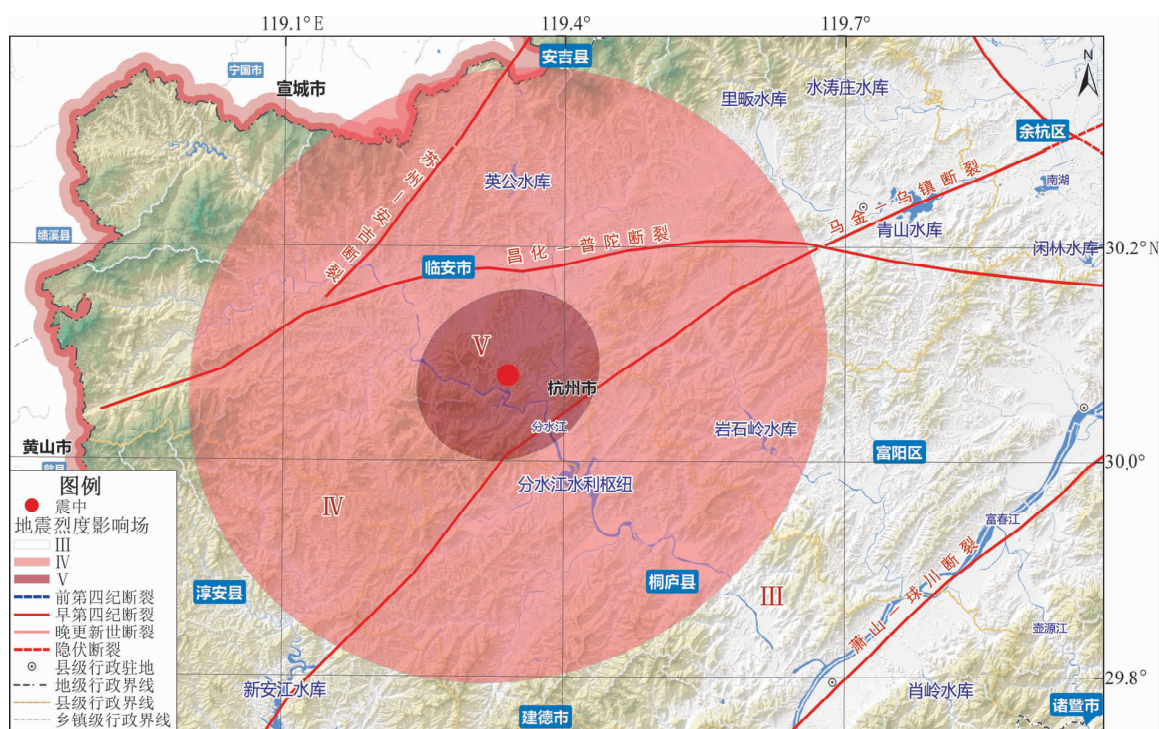 119.1°E
119.4°
119.7°
安吉县
N
宁国市
宣城市
里畈水库
水涛庄水库
余杭区
英公水库
南湖
苏州—安吉断裂
马金—乌镇断裂
绩溪县
昌化—普陀断裂
青山水库
闲林水库
30.2°N
临安市
Ⅴ
杭州市
分水江
岩石岭水库
富阳区
黄山市
歙县
30.0°
分水江水利枢纽
Ⅳ
富春江
淳安县
桐庐县
Ⅲ
萧山—球川断裂
壶源江
新安江水库
肖岭水库
29.8°
建德市
诸暨市
图例
震中
地震烈度影响场
Ⅲ
Ⅳ
Ⅴ
前第四纪断裂
早第四纪断裂
晚更新世断裂
隐伏断裂
县级行政驻地
地级行政界线
县级行政界线
乡镇级行政界线